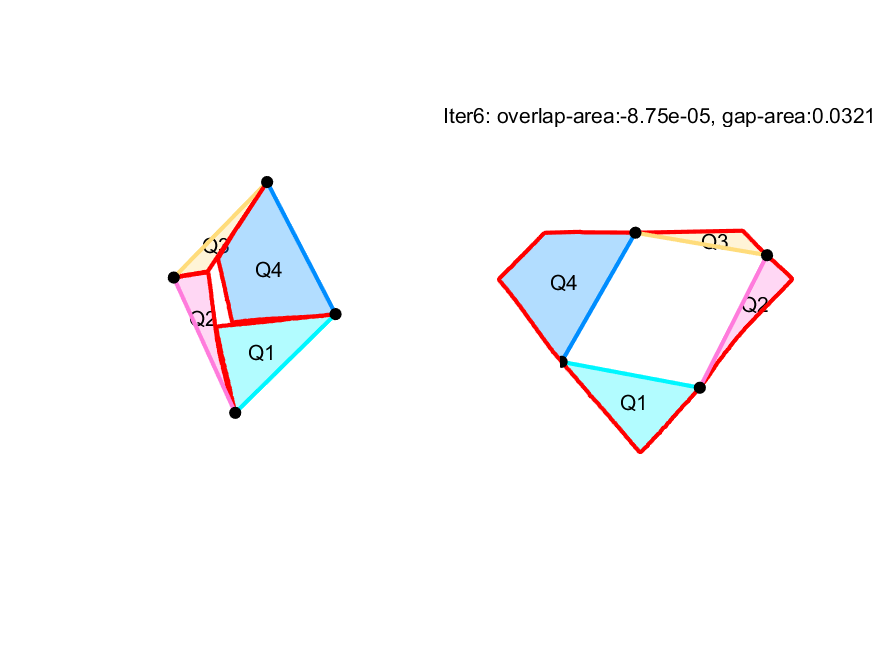 Iter6: overlap-area:-8.75e-05, gap-area:0.0321
Q3
Q4
Q2
Q1
Q3
Q4
Q2
Q1